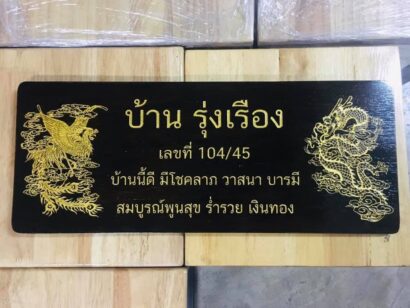 บ้าน รุ่งเรือง
เลขที่ 104/45
บ้านนี้ดี มีโชคลาภ วาสนา บารมี
สมบูรณ์พูนสุข ร่ำรวย เงินทอง